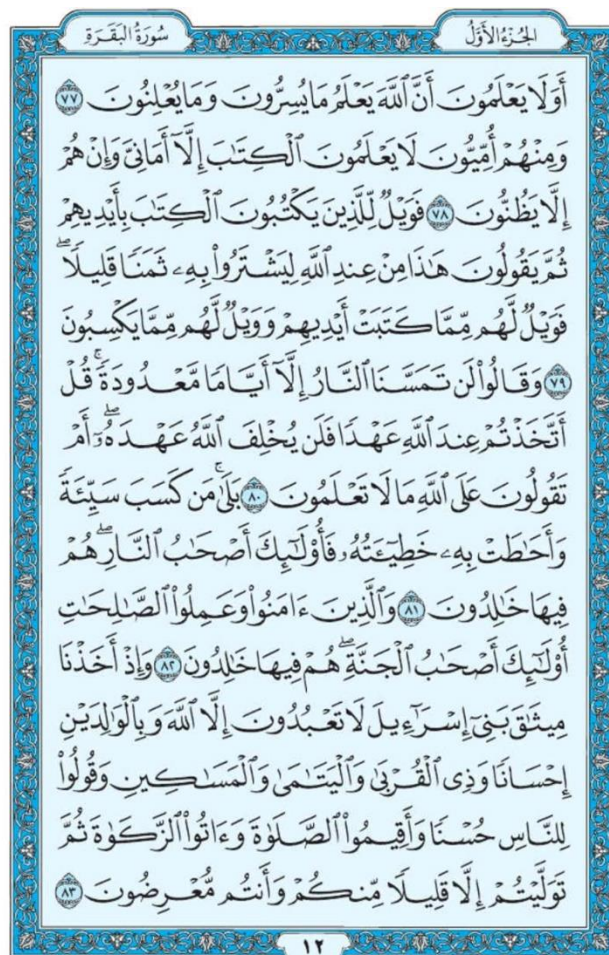 الجُزْءُ الأَوَّلُ
سُورَةُ البَقَرَةِ
أَوَلَا يَعْلَمُونَ أَنَّ ٱللَّهَ يَعْلَمُ مَا يُسِرُّونَ وَمَا يُعْلِنُونَ ٧٧
وَمِنْهُمْ أُمِّيُّونَ لَا يَعْلَمُونَ ٱلْكِتَٰبَ إِلَّآ أَمَانِىَّ وَإِنْ هُمْ
إِلَّا يَظُنُّونَ ٧٨ فَوَيْلٌ لِّلَّذِينَ يَكْتُبُونَ ٱلْكِتَٰبَ بِأَيْدِيهِمْ
ثُمَّ يَقُولُونَ هَٰذَا مِنْ عِندِ ٱللَّهِ لِيَشْتَرُوا۟ بِهِۦ ثَمَنًا قَلِيلًا ۖ
فَوَيْلٌ لَّهُم مِّمَّا كَتَبَتْ أَيْدِيهِمْ وَوَيْلٌ لَّهُم مِّمَّا يَكْسِبُونَ
٧٩ وَقَالُوا۟ لَن تَمَسَّنَا ٱلنَّارُ إِلَّآ أَيَّامًا مَّعْدُودَةً ۚ قُلْ
أَتَّخَذْتُمْ عِندَ ٱللَّهِ عَهْدًا فَلَن يُخْلِفَ ٱللَّهُ عَهْدَهُۥٓ ۖ أَمْ
تَقُولُونَ عَلَى ٱللَّهِ مَا لَا تَعْلَمُونَ ٨٠ بَلَىٰ ۚ مَن كَسَبَ سَيِّئَةً
وَأَحَٰطَتْ بِهِۦ خَطِيٓـَٔتُهُۥ فَأُو۟لَٰٓئِكَ أَصْحَٰبُ ٱلنَّارِ ۖ هُمْ
فِيهَا خَٰلِدُونَ ٨١ وَٱلَّذِينَ ءَامَنُوا۟ وَعَمِلُوا۟ ٱلصَّٰلِحَٰتِ
أُو۟لَٰٓئِكَ أَصْحَٰبُ ٱلْجَنَّةِ ۖ هُمْ فِيهَا خَٰلِدُونَ ٨٢ وَإِذْ أَخَذْنَا
مِيثَٰقَ بَنِىٓ إِسْرَٰٓءِيلَ لَا تَعْبُدُونَ إِلَّا ٱللَّهَ وَبِٱلْوَٰلِدَيْنِ
إِحْسَانًا وَذِى ٱلْقُرْبَىٰ وَٱلْيَتَٰمَىٰ وَٱلْمَسَٰكِينِ وَقُولُوا۟
لِلنَّاسِ حُسْنًا وَأَقِيمُوا۟ ٱلصَّلَوٰةَ وَءَاتُوا۟ ٱلزَّكَوٰةَ ثُمَّ
تَوَلَّيْتُمْ إِلَّا قَلِيلًا مِّنكُمْ وَأَنتُم مُّعْرِضُونَ ٨٣
١٢